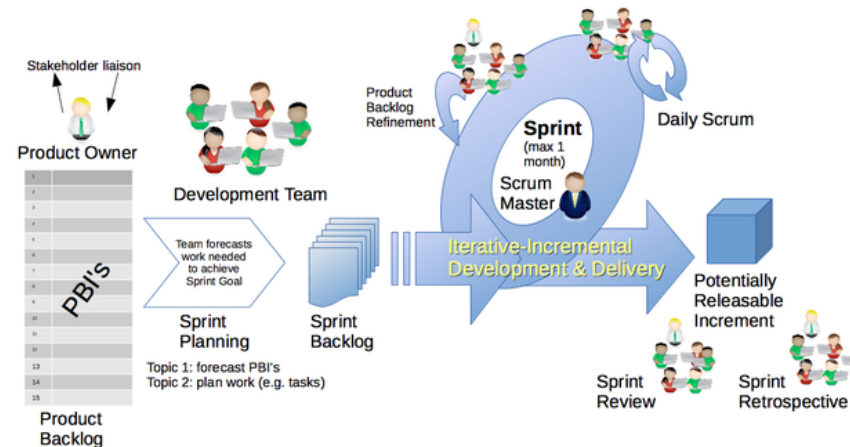 Stakeholder liaison
Product Owner
1
2
3
4
5
6
7
8
9
10
11
12
13
14
15
PBI's
Product
Backlog
Development Team
Team forecasts
work needed
to achieve
Sprint Goal
Sprint
Planning
Topic 1: forecast PBI's
Topic 2: plan work (e.g. tasks)
Sprint
Backlog
Product
Backlog
Refinement
Sprint
(max 1
month)
Scrum
Master
Daily Scrum
Iterative-Incremental
Development & Delivery
Potentially
Releasable
Increment
Sprint
Review
Sprint
Retrospective